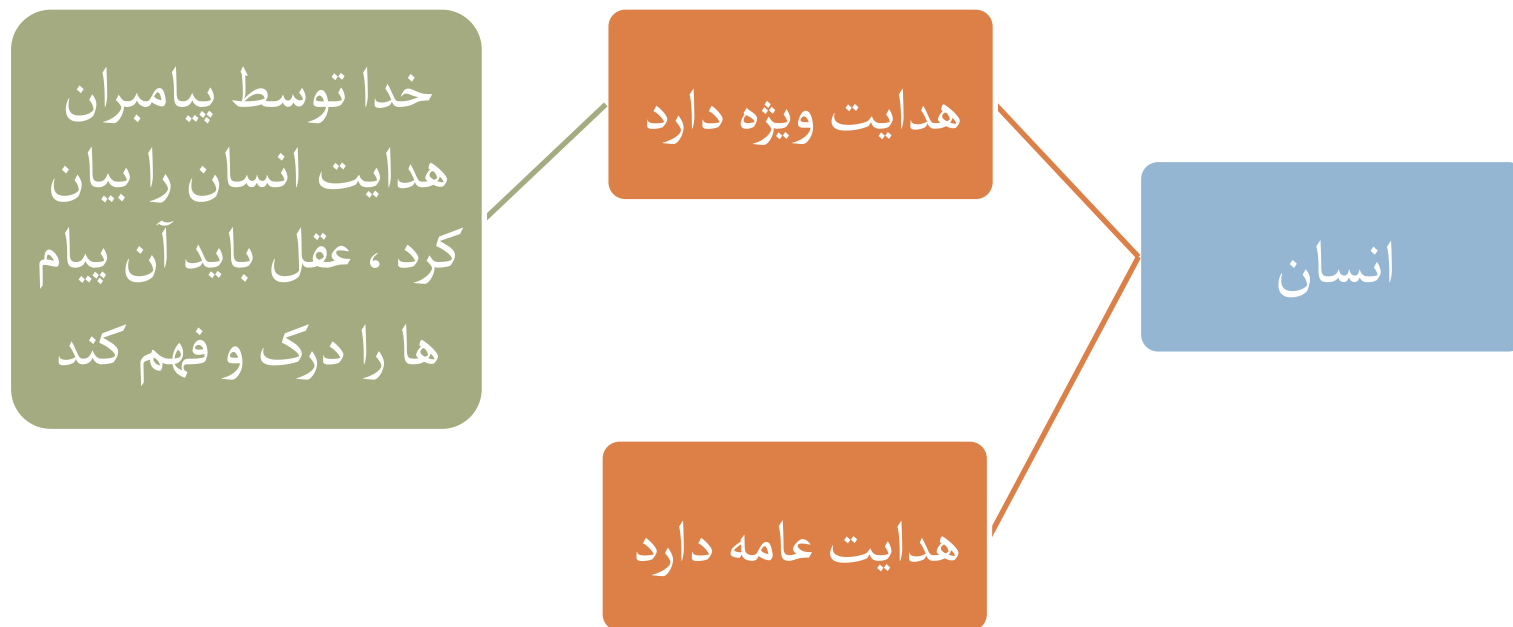 انسان
هدایت ویژه دارد
خدا توسط پیامبران
هدایت انسان را بیان
کرد ، عقل باید آن پیام
ها را درک و فهم کند
هدایت عامه دارد